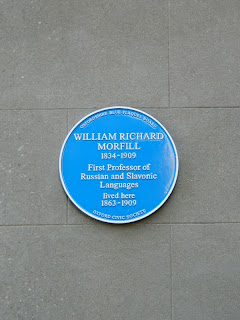 OXFORDSHIRE BLUE PLAQUES BOARD
WILLIAM RICHARD
MORFILL
1834-1909
First Professor of
Russian and Slavonic
Languages
lived here
1863-1909
OXFORD CIVIC SOCIETY